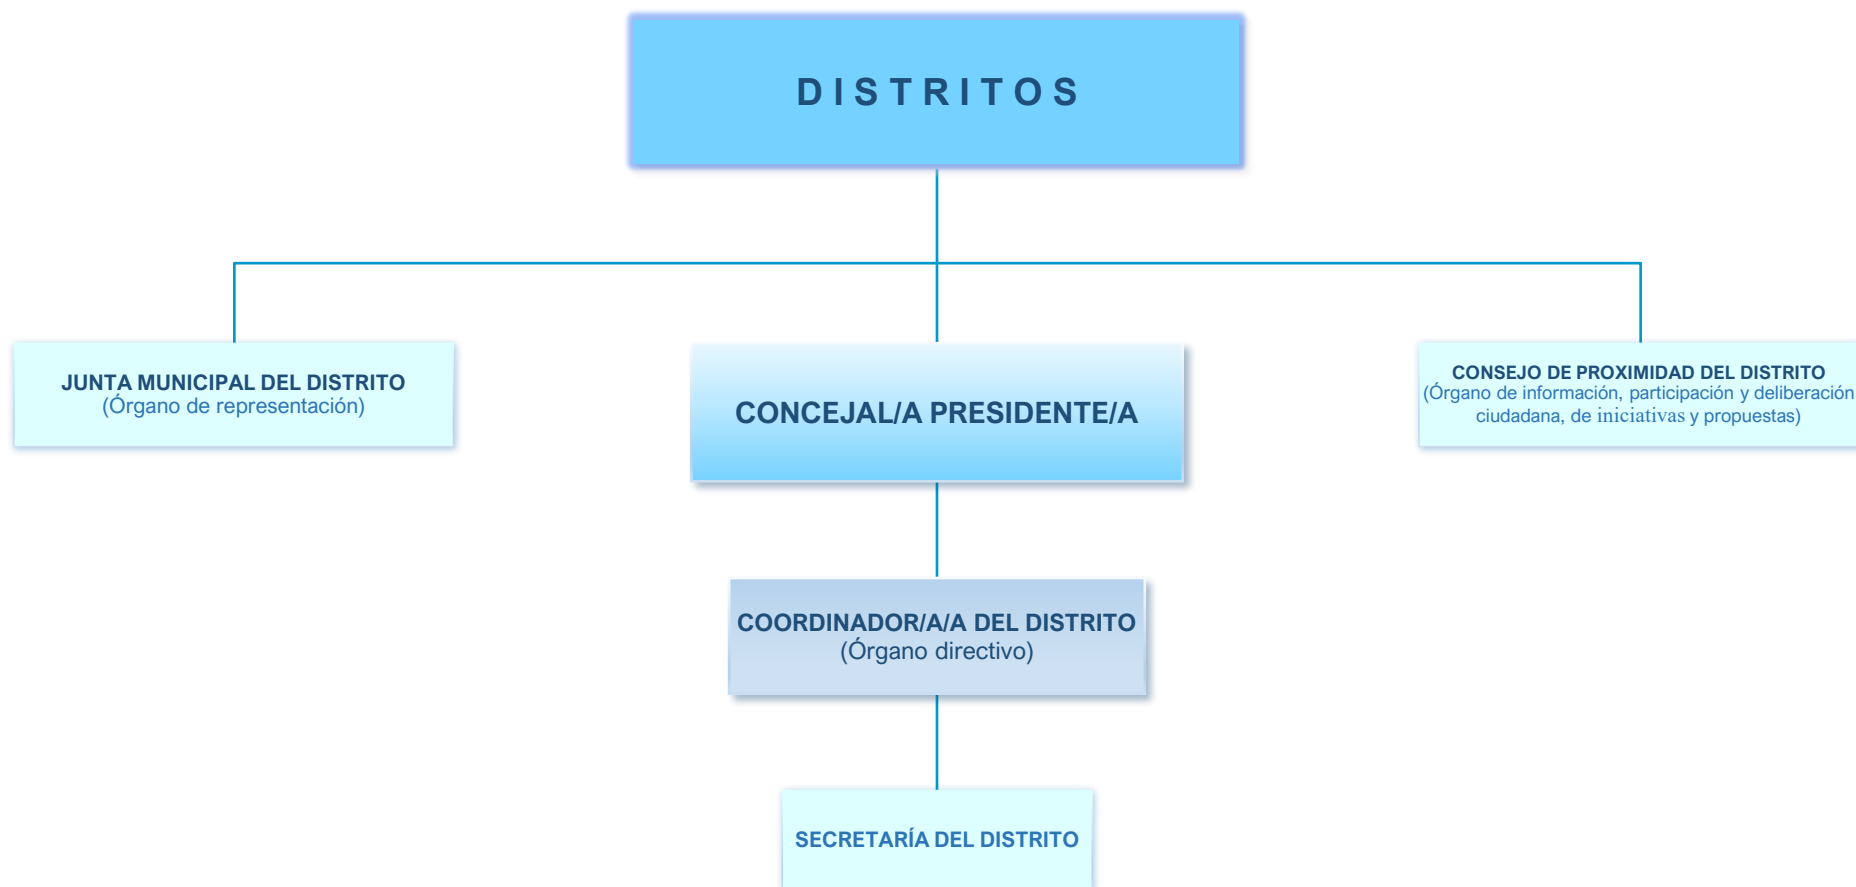 DISTRITOS
JUNTA MUNICIPAL DEL DISTRITO
(Órgano de representación)
CONCEJAL/A PRESIDENTE/A
CONSEJO DE PROXIMIDAD DEL DISTRITO
(Órgano de información, participación y deliberación
ciudadana, de iniciativas y propuestas)
COORDINADOR/A/A DEL DISTRITO
(Órgano directivo)
SECRETARÍA DEL DISTRITO